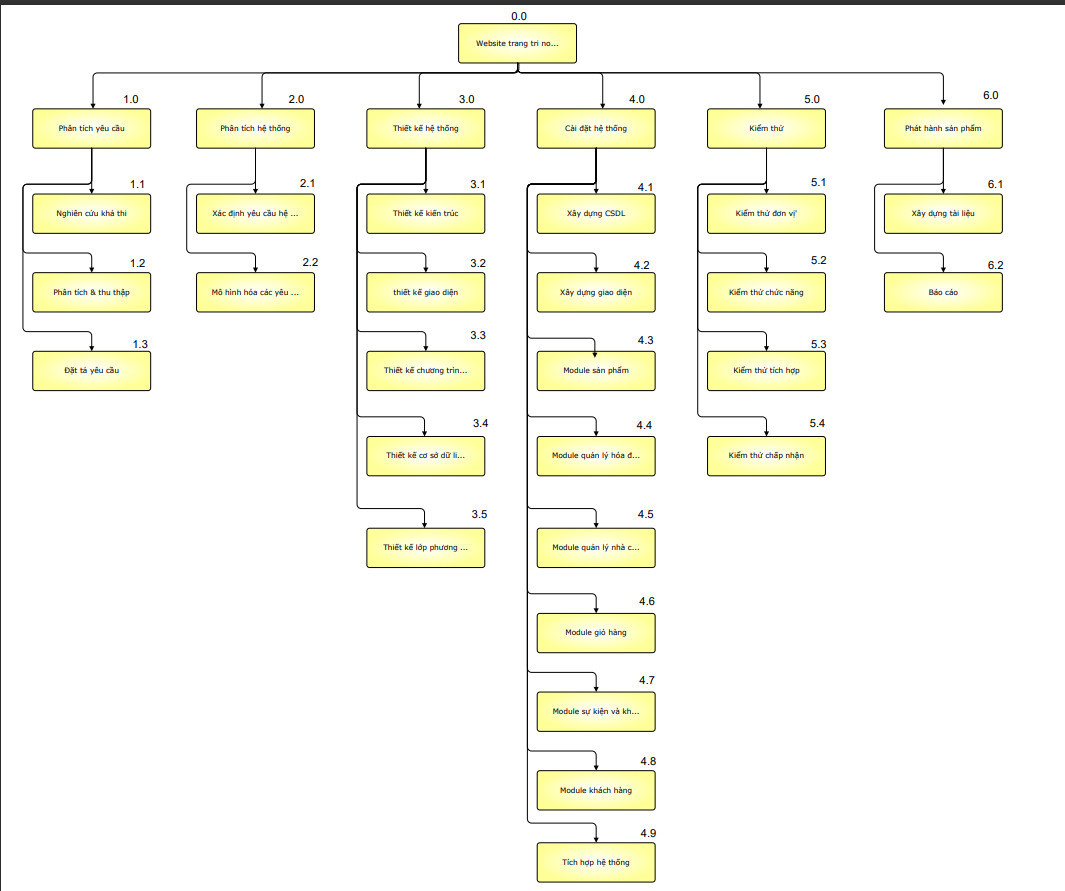 0.0
Website trang trí no...
1.0
2.0
3.0
4.0
5.0
6.0
Phân tích yêu cầu
Phân tích hệ thống
Thiết kế hệ thống
Cài đặt hệ thống
Kiểm thử
Phát hành sản phẩm
1.1
2.1
3.1
4.1
5.1
6.1
Nghiên cứu khả thi
Xác định yêu cầu hệ ...
Thiết kế kiến trúc
Xây dựng CSDL
Kiểm thử đơn vị'
Xây dựng tài liệu
1.2
2.2
3.2
4.2
5.2
6.2
Phân tích & thu thập
Mô hình hóa các yêu ...
thiết kế giao diện
Xây dựng giao diện
Kiểm thử chức năng
Báo cáo
1.3
3.3
4.3
5.3
Đặt tả yêu cầu
Thiết kế chương trìn...
Module sản phẩm
Kiểm thử tích hợp
3.4
4.4
5.4
Thiết kế cơ sở dữ li...
Module quản lý hóa đ...
Kiểm thử chấp nhận
3.5
4.5
Thiết kế lớp phương ...
Module quản lý nhà c...
4.6
Module giỏ hàng
4.7
Module sự kiện và kh...
4.8
Module khách hàng
4.9
Tích hợp hệ thống